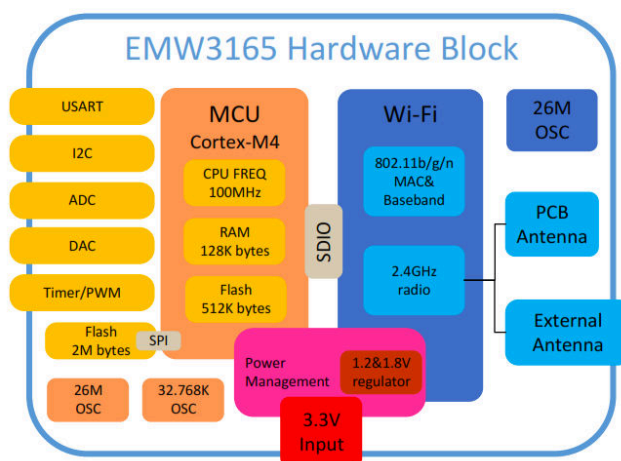 EMW3165 Hardware Block
USART
I2C
ADC
DAC
Timer/PWM
Flash
2M bytes
SPI
26M
OSC
32.768K
OSC
MCU
Cortex-M4
CPU FREQ
100MHz
RAM
128K bytes
Flash
512K bytes
SDIO
Wi-Fi
802.11b/g/n
MAC&
Baseband
2.4GHz
radio
26M
OSC
PCB
Antenna
External
Antenna
Power
Management
1.2&1.8V
regulator
3.3V
Input